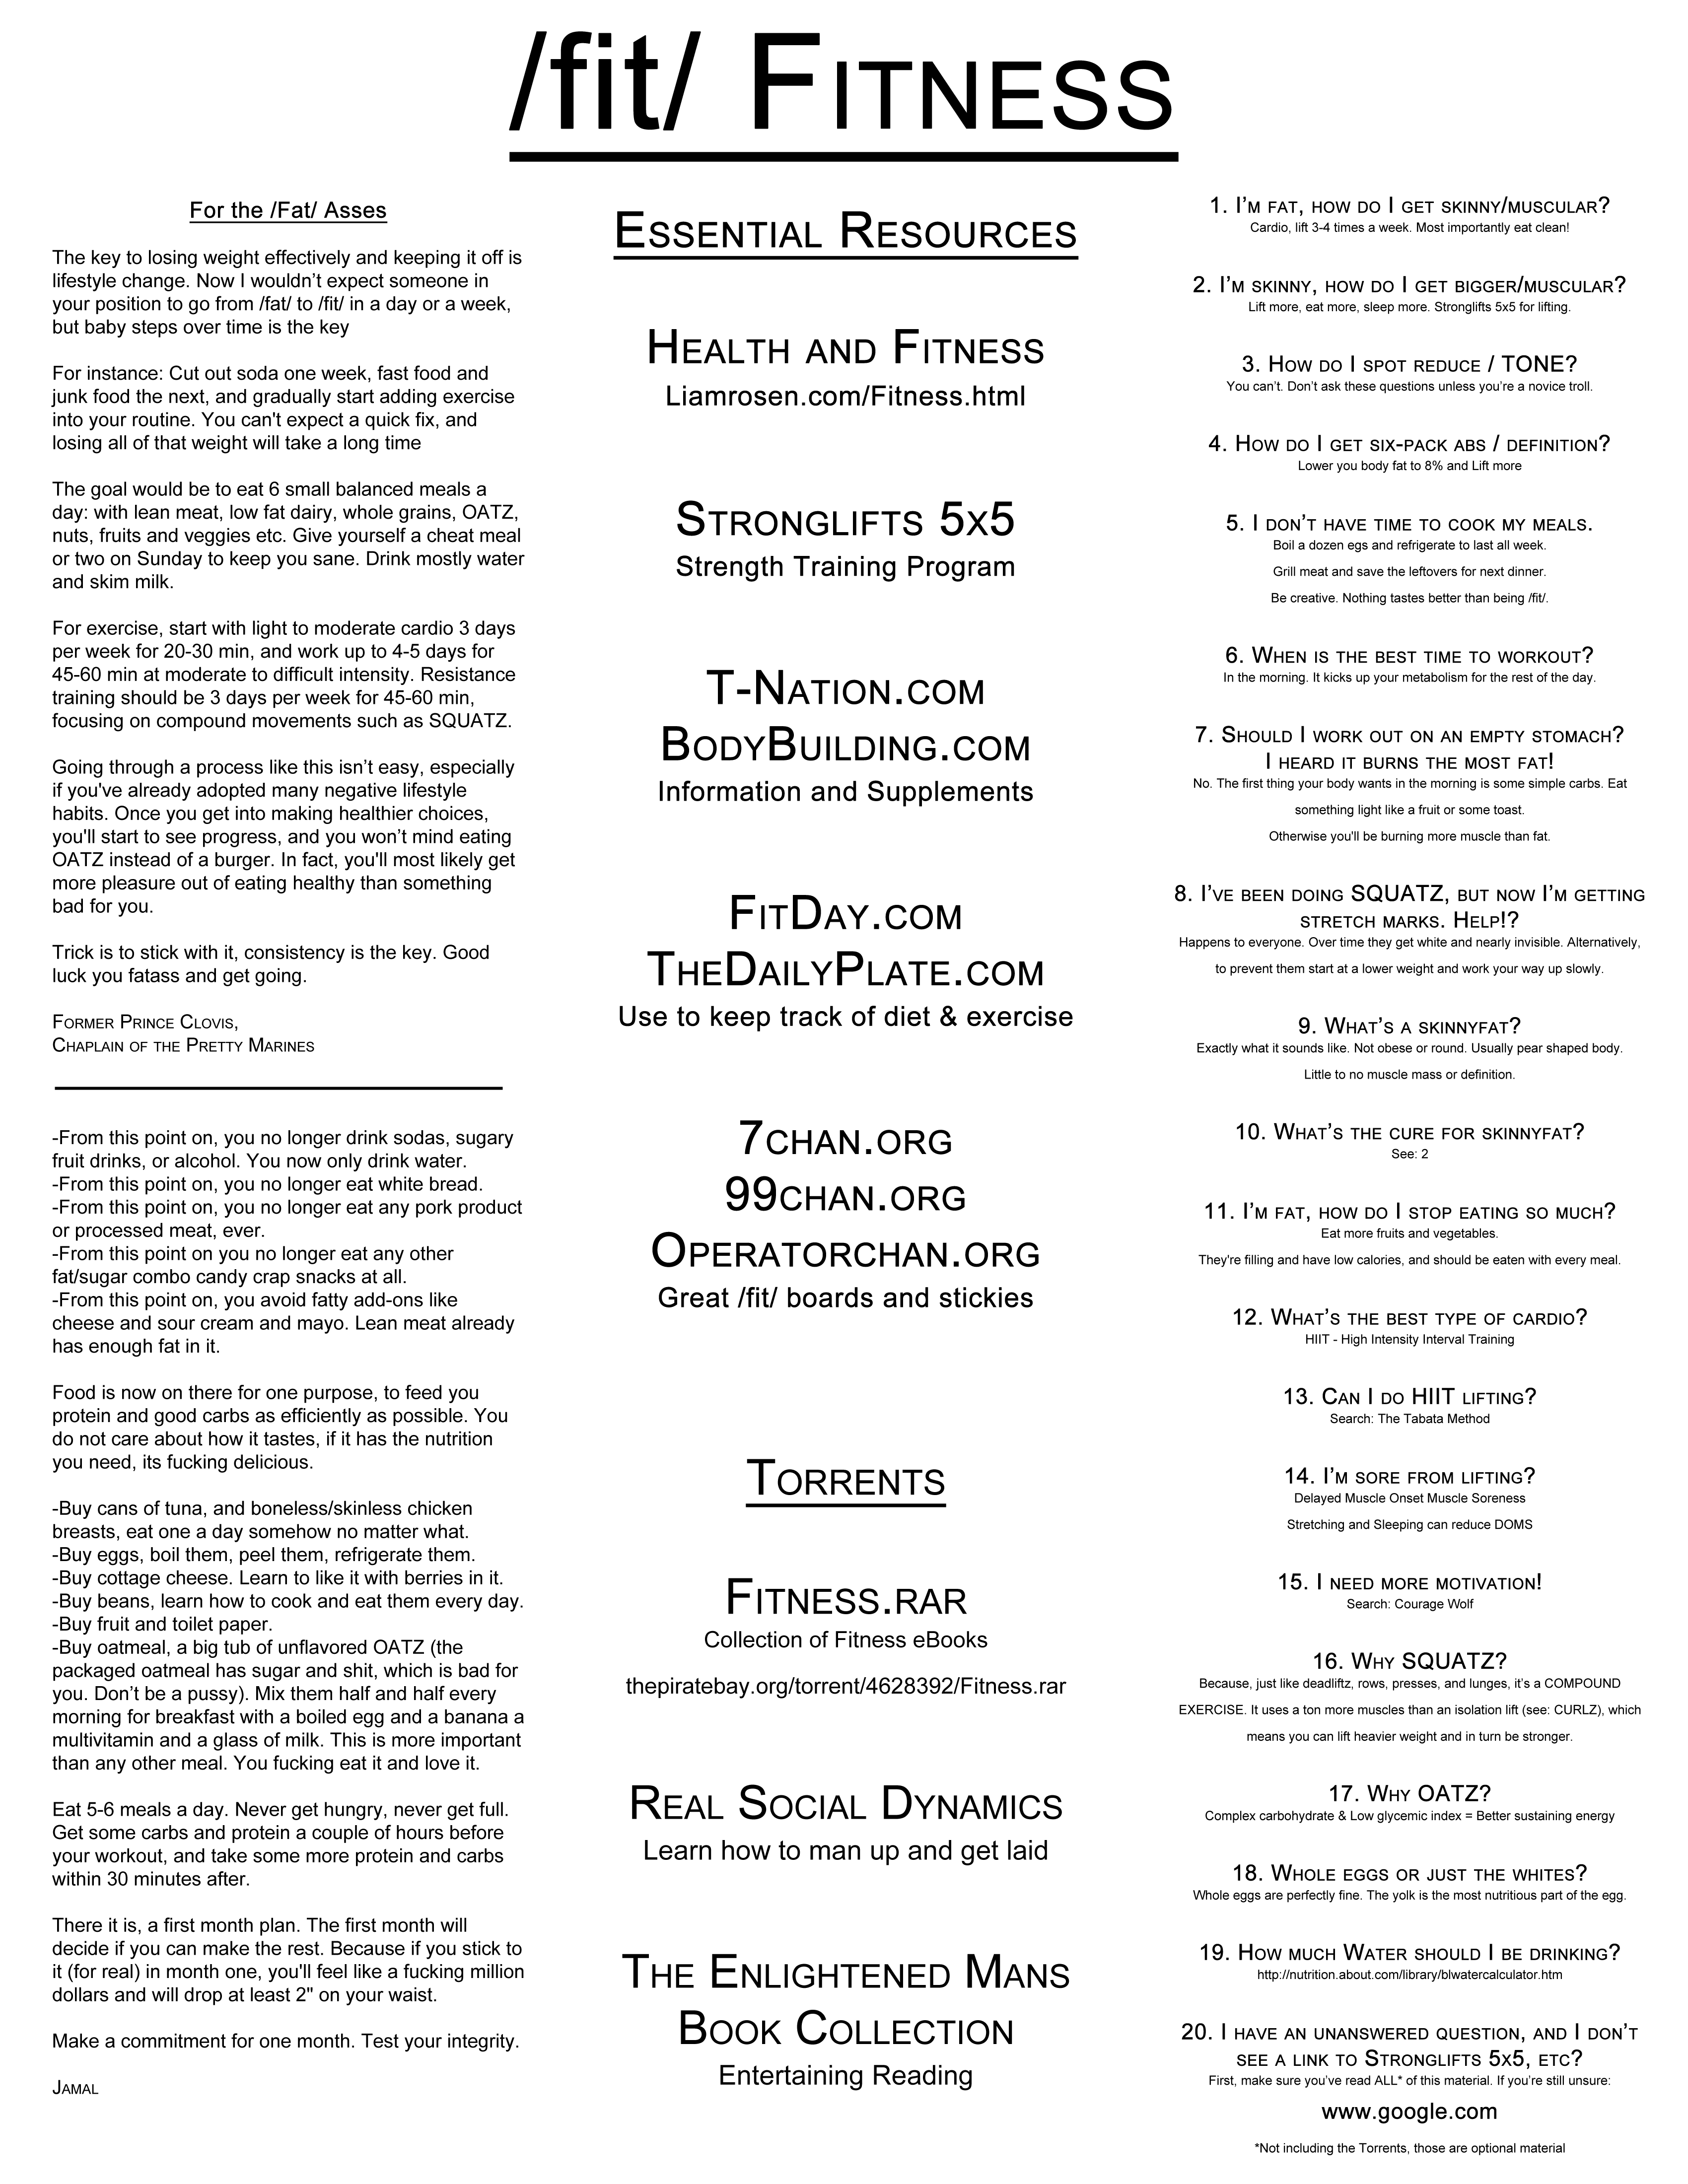 /fit/ Fitness
For the /Fat/ Asses
The key to losing weight effectively and keeping it off is
lifestyle change. Now I wouldn’t expect someone in
your position to go from /fat/ to /fit/ in a day or a week,
but baby steps over time is the key
For instance: Cut out soda one week, fast food and
junk food the next, and gradually start adding exercise
into your routine. You can't expect a quick fix, and
losing all of that weight will take a long time
The goal would be to eat 6 small balanced meals a
day: with lean meat, low fat dairy, whole grains, OATZ,
nuts, fruits and veggies etc. Give yourself a cheat meal
or two on Sunday to keep you sane. Drink mostly water
and skim milk.
For exercise, start with light to moderate cardio 3 days
per week for 20-30 min, and work up to 4-5 days for
45-60 min at moderate to difficult intensity. Resistance
training should be 3 days per week for 45-60 min,
focusing on compound movements such as SQUATZ.
Going through a process like this isn’t easy, especially
if you've already adopted many negative lifestyle
habits. Once you get into making healthier choices,
you'll start to see progress, and you won’t mind eating
OATZ instead of a burger. In fact, you'll most likely get
more pleasure out of eating healthy than something
bad for you.
Trick is to stick with it, consistency is the key. Good
luck you fatass and get going.
Former Prince Clovis,
Chaplain of the Pretty Marines
-From this point on, you no longer drink sodas, sugary
fruit drinks, or alcohol. You now only drink water.
-From this point on, you no longer eat white bread.
-From this point on, you no longer eat any pork product
or processed meat, ever.
-From this point on you no longer eat any other
fat/sugar combo candy crap snacks at all.
-From this point on, you avoid fatty add-ons like
cheese and sour cream and mayo. Lean meat already
has enough fat in it.
Food is now on there for one purpose, to feed you
protein and good carbs as efficiently as possible. You
do not care about how it tastes, if it has the nutrition
you need, its fucking delicious.
-Buy cans of tuna, and boneless/skinless chicken
breasts, eat one a day somehow no matter what.
-Buy eggs, boil them, peel them, refrigerate them.
-Buy cottage cheese. Learn to like it with berries in it.
-Buy beans, learn how to cook and eat them every day.
-Buy fruit and toilet paper.
-Buy oatmeal, a big tub of unflavored OATZ (the
packaged oatmeal has sugar and shit, which is bad for
you. Don’t be a pussy). Mix them half and half every
morning for breakfast with a boiled egg and a banana a
multivitamin and a glass of milk. This is more important
than any other meal. You fucking eat it and love it.
Eat 5-6 meals a day. Never get hungry, never get full.
Get some carbs and protein a couple of hours before
your workout, and take some more protein and carbs
within 30 minutes after.
There it is, a first month plan. The first month will
decide if you can make the rest. Because if you stick to
it (for real) in month one, you'll feel like a fucking million
dollars and will drop at least 2" on your waist.
Make a commitment for one month. Test your integrity.
Jamal
Essential Resources
Health and Fitness
Liamrosen.com/Fitness.html
Stronglifts 5x5
Strength Training Program
T-Nation.com
BodyBuilding.com
Information and Supplements
FitDay.com
TheDailyPlate.com
Use to keep track of diet & exercise
7chan.org
99chan.org
Operatorchan.org
Great /fit/ boards and stickies
Torrents
Fitness.rar
Collection of Fitness eBooks
thepiratebay.org/torrent/4628392/Fitness.rar
Real Social Dynamics
Learn how to man up and get laid
The Enlightened Mans
Book Collection
Entertaining Reading
1. I’m fat, how do I get skinny/muscular?
Cardio, lift 3-4 times a week. Most importantly eat clean!
2. I’m skinny, how do I get bigger/muscular?
Lift more, eat more, sleep more. Stronglifts 5x5 for lifting.
3. How do I spot reduce / TONE?
You can’t. Don’t ask these questions unless you’re a novice troll.
4. How do I get six-pack abs / definition?
Lower you body fat to 8% and Lift more
5. I don’t have time to cook my meals.
Boil a dozen egs and refrigerate to last all week.
Grill meat and save the leftovers for next dinner.
Be creative. Nothing tastes better than being /fit/.
6. When is the best time to workout?
In the morning. It kicks up your metabolism for the rest of the day.
7. Should I work out on an empty stomach?
I heard it burns the most fat!
No. The first thing your body wants in the morning is some simple carbs. Eat
something light like a fruit or some toast.
Otherwise you'll be burning more muscle than fat.
8. I’ve been doing SQUATZ, but now I’m getting
stretch marks. Help!?
Happens to everyone. Over time they get white and nearly invisible. Alternatively,
to prevent them start at a lower weight and work your way up slowly.
9. What’s a skinnyfat?
Exactly what it sounds like. Not obese or round. Usually pear shaped body.
Little to no muscle mass or definition.
10. What’s the cure for skinnyfat?
See: 2
11. I’m fat, how do I stop eating so much?
Eat more fruits and vegetables.
They're filling and have low calories, and should be eaten with every meal.
12. What’s the best type of cardio?
HIIT - High Intensity Interval Training
13. Can I do HIIT lifting?
Search: The Tabata Method
14. I’m sore from lifting?
Delayed Muscle Onset Muscle Soreness
Stretching and Sleeping can reduce DOMS
15. I need more motivation!
Search: Courage Wolf
16. Why SQUATZ?
Because, just like deadliftz, rows, presses, and lunges, it’s a COMPOUND
EXERCISE. It uses a ton more muscles than an isolation lift (see: CURLZ), which
means you can lift heavier weight and in turn be stronger.
17. Why OATZ?
Complex carbohydrate & Low glycemic index = Better sustaining energy
18. Whole eggs or just the whites?
Whole eggs are perfectly fine. The yolk is the most nutritious part of the egg.
19. How much Water should I be drinking?
http://nutrition.about.com/library/blwatercalculator.htm
20. I have an unanswered question, and I don’t
see a link to Stronglifts 5x5, etc?
First, make sure you’ve read ALL* of this material. If you’re still unsure:
www.google.com
*Not including the Torrents, those are optional material